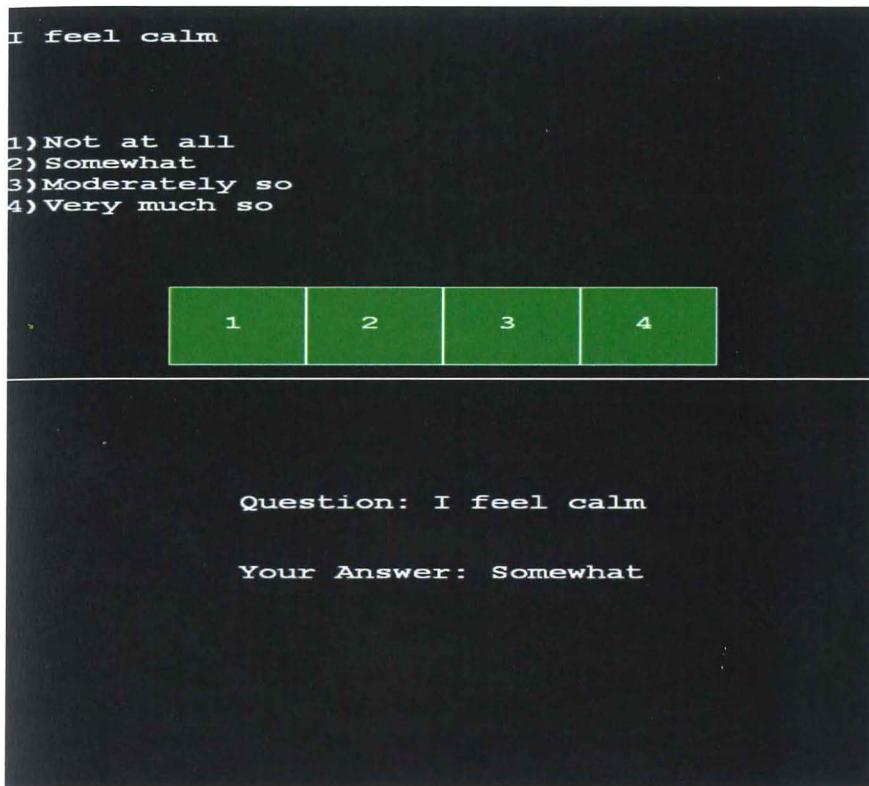 I feel calm
1)Not at all
2)Somewhat
3)Moderately so
4)Very much so
1 2 3 4
Question: I feel calm
Your Answer: Somewhat